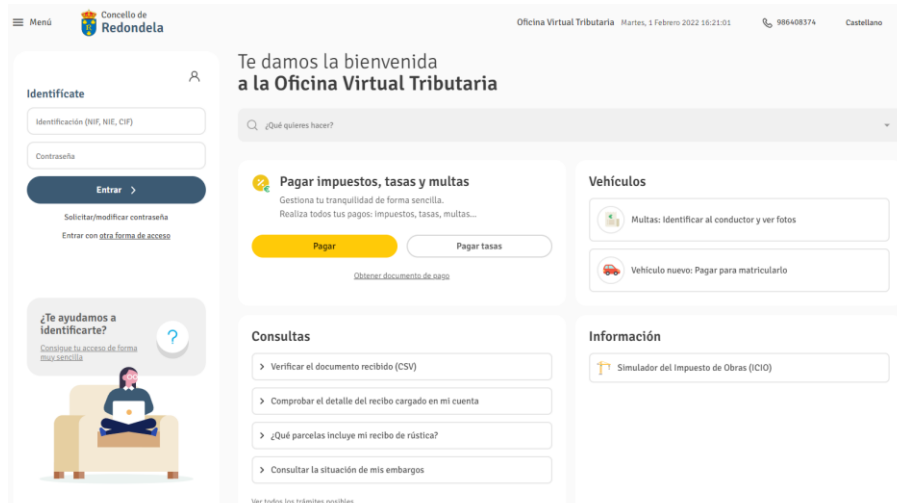 Menú
Concello de
Redondela
Oficina Virtual Tributaria Martes, 1 Febrero 2022 16:21:01
986408374
Castellano
Identifícate
Identificación (NIF, NIE, CIF)
Contraseña
Entrar
Solicitar/modificar contraseña
Entrar con otra forma de acceso
¿Te ayudamos a
identificarte?
Consigue tu acceso de forma
muy sencilla
?
Te damos la bienvenida
a la Oficina Virtual Tributaria
¿Qué quieres hacer?
Pagar impuestos, tasas y multas
Gestiona tu tranquilidad de forma sencilla.
Realiza todos tus pagos: impuestos, tasas, multas...
Pagar
Pagar tasas
Obtener documento de pago
Vehículos
Multas: Identificar al conductor y ver fotos
Vehículo nuevo: Pagar para matricularlo
Consultas
Verificar el documento recibido (CSV)
Comprobar el detalle del recibo cargado en mi cuenta
¿Qué parcelas incluye mi recibo de rústica?
Consultar la situación de mis embargos
Ver todos los trámites posibles
Información
Simulador del Impuesto de Obras (ICIO)